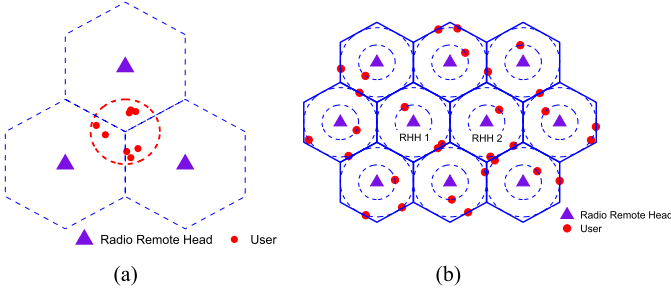 RHH 1 RHH 2
Radio Remote Head User
Radio Remote Head
User
(a) (b)